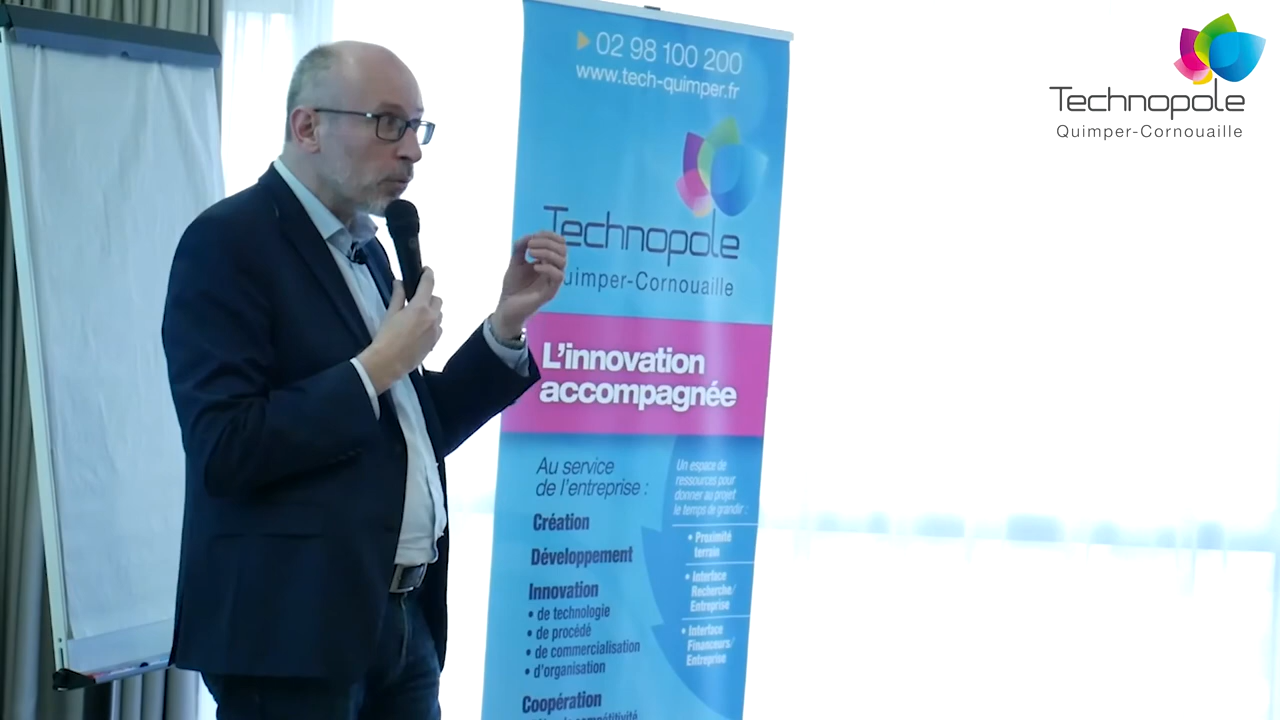 02 98 100 200
www.tech-quimper.fr
Technopole
uimper-Cornouaille
L'innovation
accompagnée
Au service
de l'entreprise :
Création
Développement
Innovation
• de technologie
• de procédé
• de commercialisation
• d'organisation
Coopération
Un espace de
ressources pour
donner au projet
le temps de grandir :
• Proximité
terrain
• Interface
Recherche/
Entreprise
• Interface
Financeurs/
Entreprise
Technopole
Quimper-Cornouaille